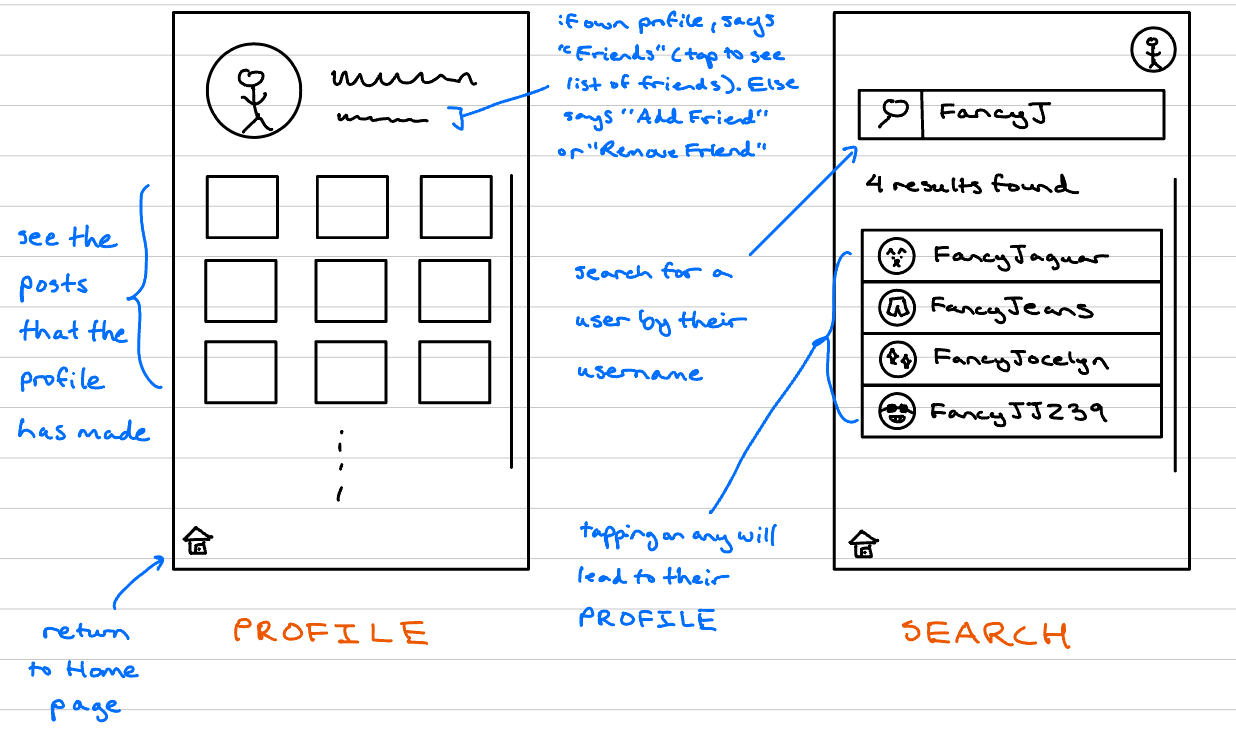 if own profile, says
"Friends" (tap to see
list of friends). Else
says "Add Friend"
or "Remove Friend"
see the
posts
that the
profile
has made
return
to Home
page
PROFILE
FancyJ
4 results found
FancyJaguar
FancyJeans
FancyJocelyn
FancyJJ239
search for a
user by their
username
tapping on any will
lead to their
PROFILE
SEARCH